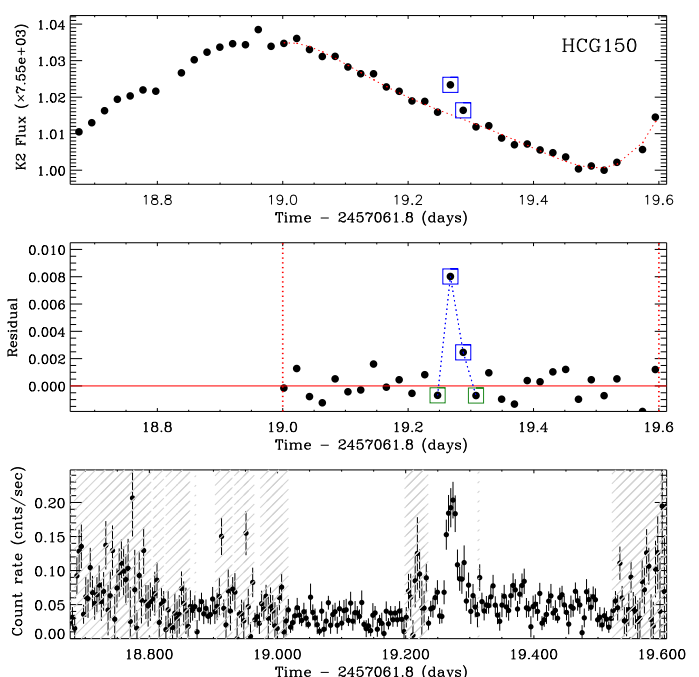 HCG150
K2 Flux (×7.55e+03)
1.04
1.03
1.02
1.01
1.00
18.8 19.0 19.2 19.4 19.6
Time − 2457061.8 (days)
Residual
0.010
0.008
0.006
0.004
0.002
0.000
18.8 19.0 19.2 19.4 19.6
Time − 2457061.8 (days)
Count rate (cnts/sec)
0.20
0.15
0.10
0.05
0.00
18.800 19.000 19.200 19.400 19.600
Time − 2457061.8 (days)